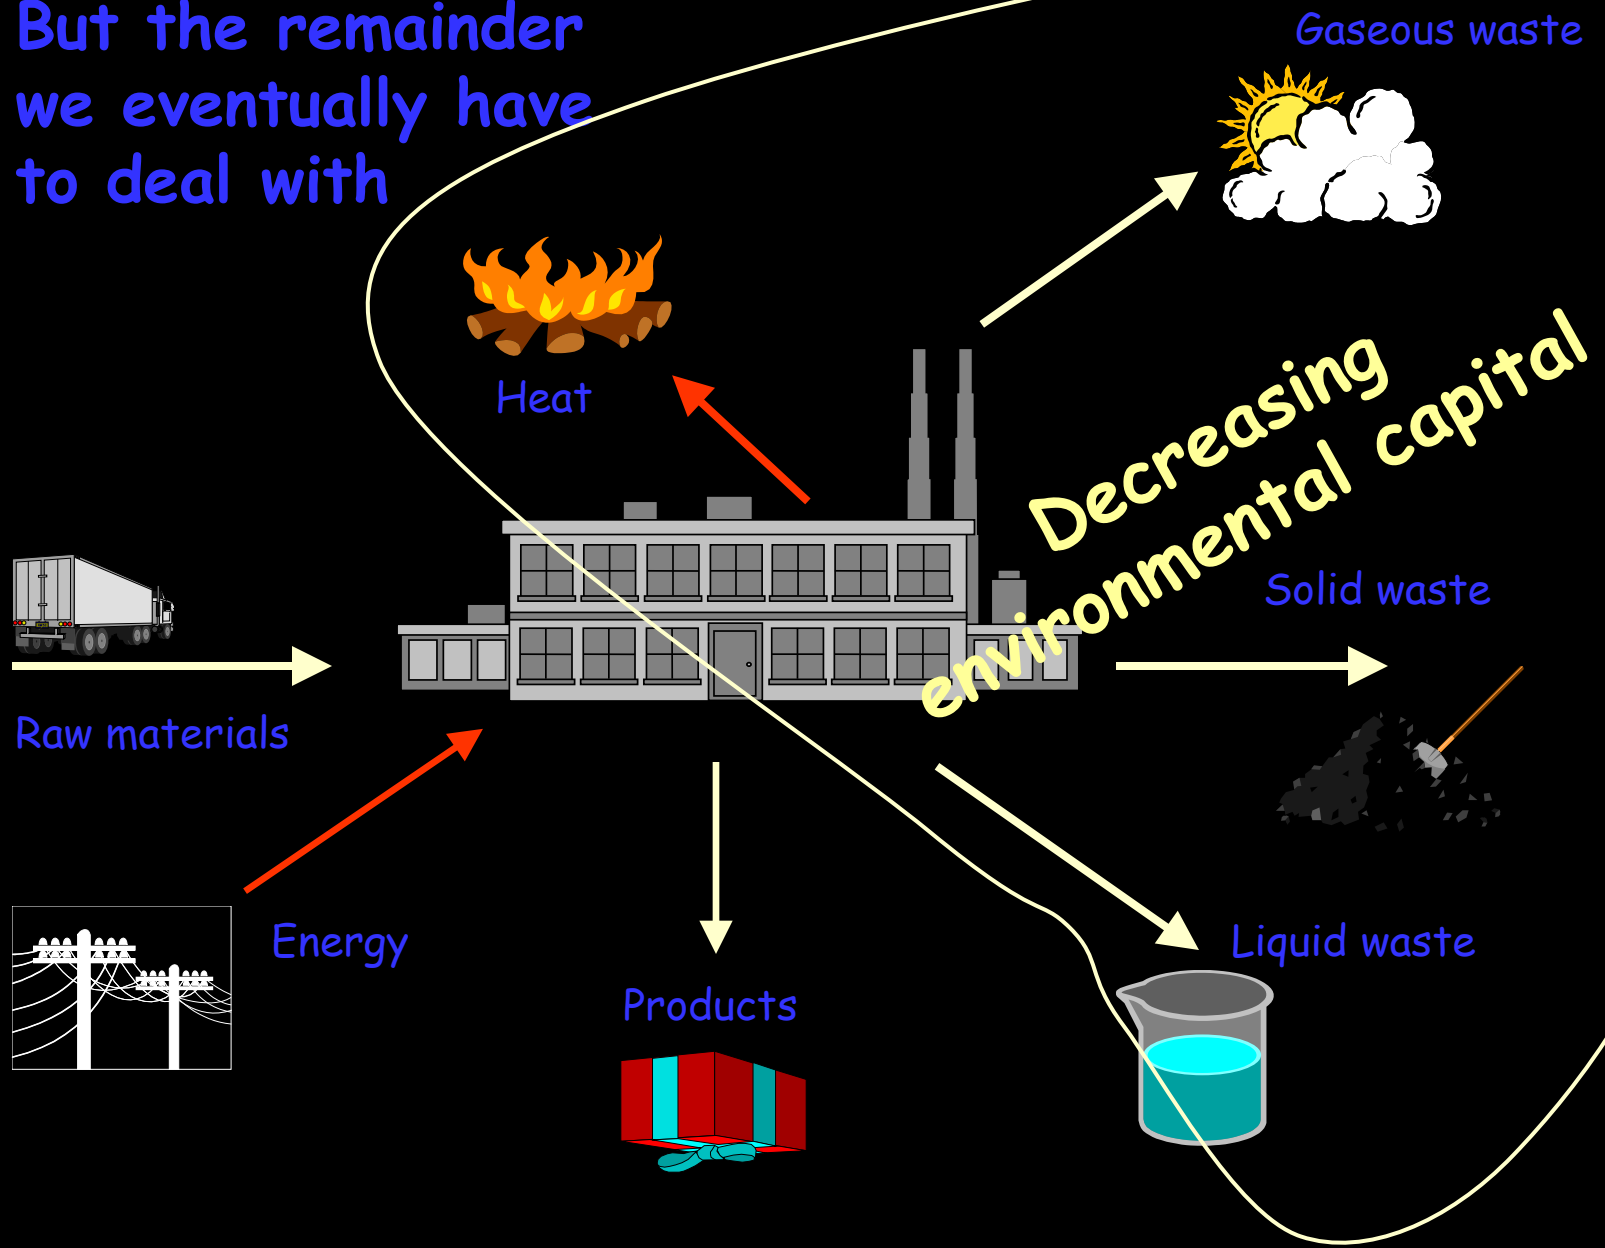 But the remainder
we eventually have
to deal with
Gaseous waste
Heat
Decreasing
environmental capital
Solid waste
Raw materials
Energy
Liquid waste
Products